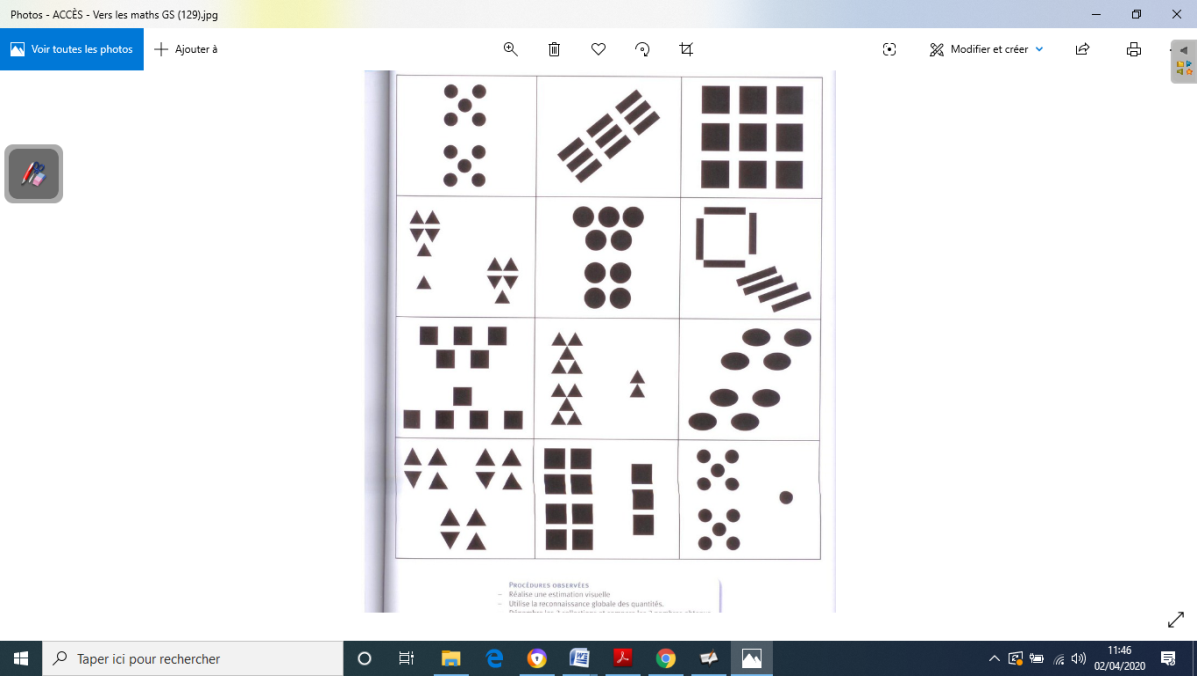 Photos - ACCÈS - Vers les maths GS (129).jpg
Voir toutes les photos
Ajouter à
Modifier et créer
PROCÉDURES OBSERVÉES
– Réalise une estimation visuelle
– Utilise la reconnaissance globale des quantités.
Taper ici pour rechercher
11:46
02/04/2020